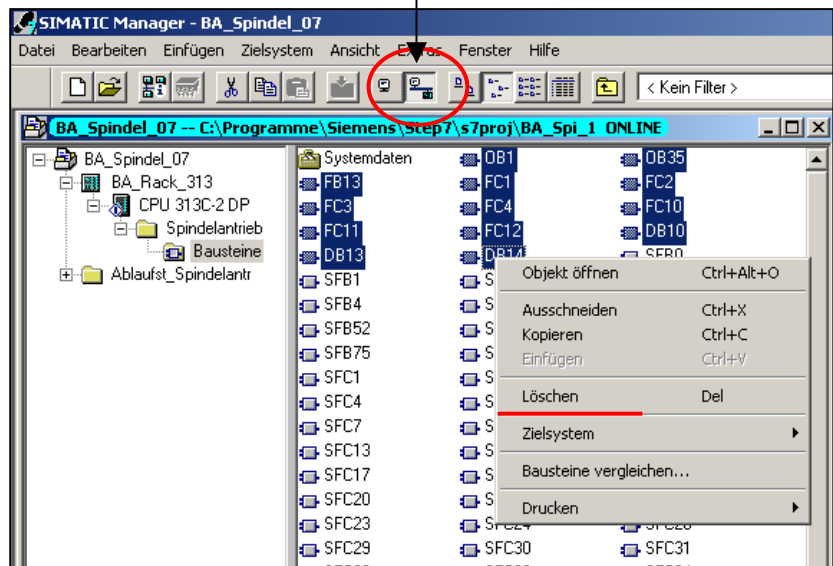 SIMATIC Manager - BA_Spindel_07
Datei Bearbeiten Einfügen Zielsystem Ansicht Extras Fenster Hilfe
< Kein Filter >
BA_Spindel_07 -- C:\Programme\Siemens\Step7\s7proj\BA_Spi_1 ONLINE
BA_Spindel_07
BA_Rack_313
CPU 313C-2 DP
Spindelantrieb
Bausteine
Ablaufst_Spindelantr
Systemdaten OB1 OB35
FB13 FC1 FC2
FC3 FC4 FC10
FC11 FC12 DB10
DB13 DB14 SFB0
SFB1
SFB4
SFB52
SFB75
SFC1
SFC4
SFC7
SFC13
SFC17
SFC20
SFC23 SFC24
SFC29 SFC30 SFC31
Objekt öffnen Ctrl+Alt+O
Ausschneiden Ctrl+X
Kopieren Ctrl+C
Einfügen Ctrl+V
Löschen Del
Zielsystem
Bausteine vergleichen...
Drucken